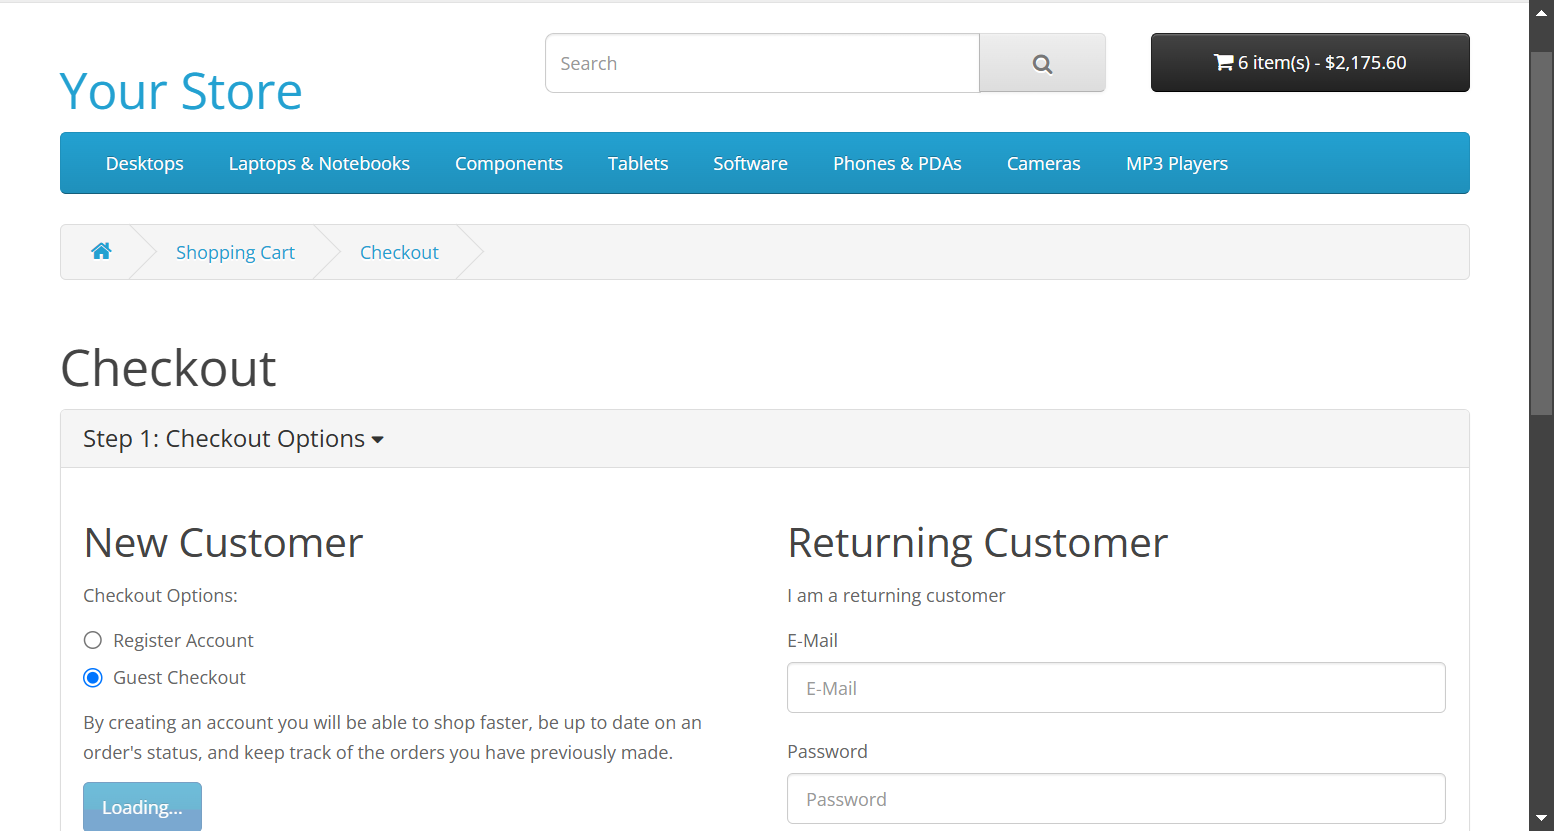 Your Store
Search
6 item(s) - $2,175.60
Desktops Laptops & Notebooks Components Tablets Software Phones & PDAs Cameras MP3 Players
Shopping Cart Checkout
Checkout
Step 1: Checkout Options
New Customer
Checkout Options:
Register Account
Guest Checkout
By creating an account you will be able to shop faster, be up to date on an
order's status, and keep track of the orders you have previously made.
Loading...
Returning Customer
I am a returning customer
E-Mail
E-Mail
Password
Password